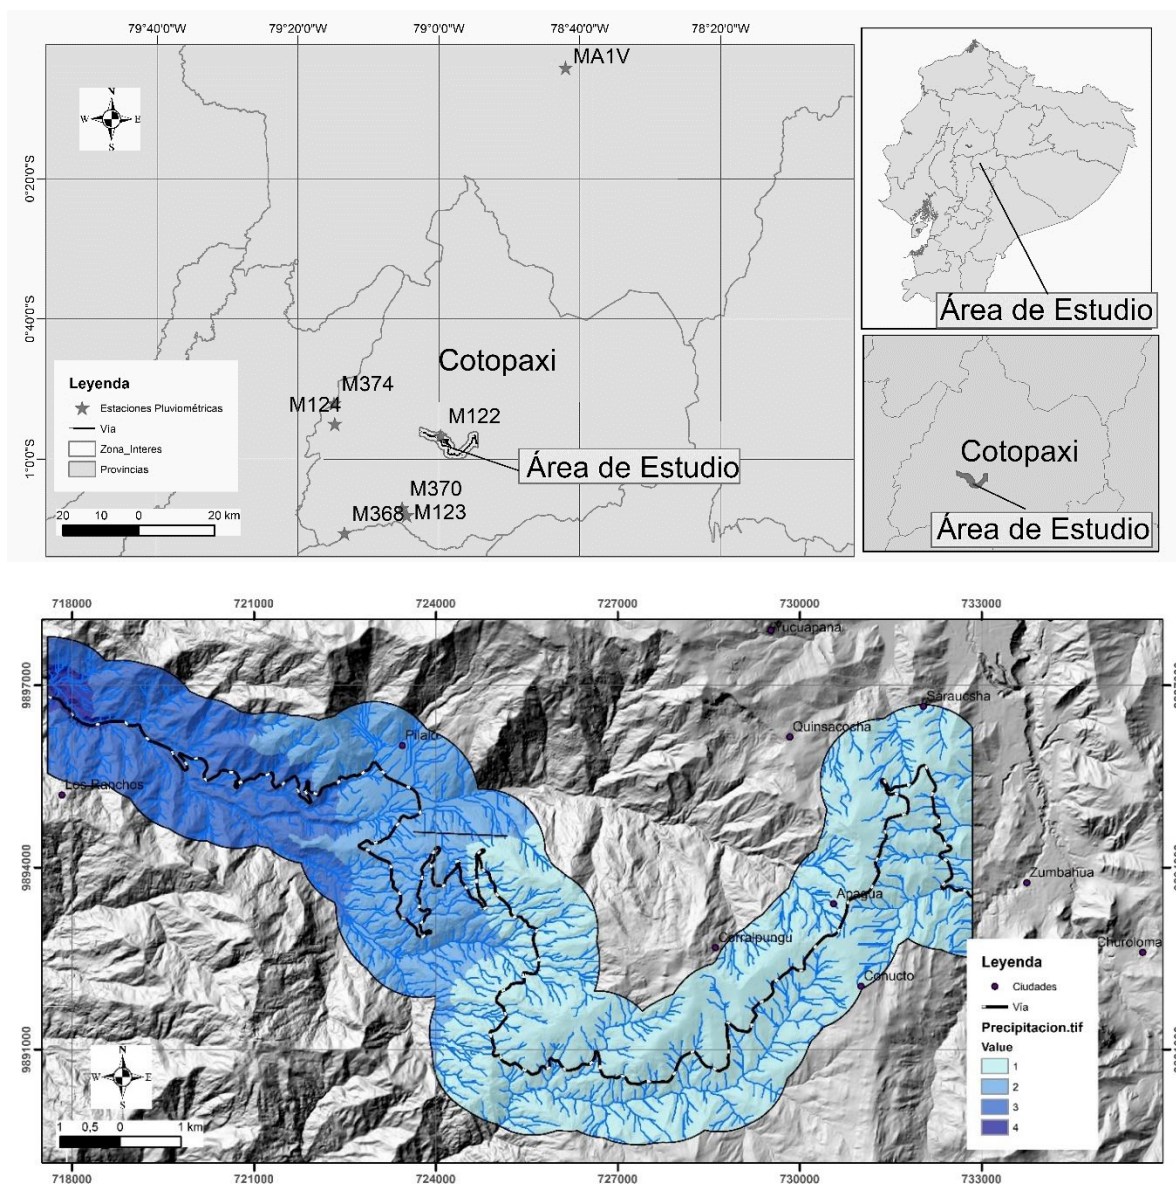 79°40'0"W
79°20'0"W
79°0'0"W
78°40'0"W
78°20'0"W
MA1V
N
W
E
S
0°20'0"S
0°40'0"S
1°0'0"S
Cotopaxi
M374
M124
M122
Área de Estudio
M370
M368
M123
Leyenda
Estaciones Pluviométricas
Vía
Zona_Interes
Provincias
20 10 0 20 km
Área de Estudio
Cotopaxi
Área de Estudio
718000 721000 724000 727000 730000 733000
9897000
9894000
9891000
Yucuapana
Saraucsha
Quinsacocha
Pilalo
Los Ranchos
Zumbahua
Apagua
Corralpungu
Churoloma
Conucto
N
W
E
S
1 0,5 0 1 km
Leyenda
Ciudades
Vía
Precipitacion.tif
Value
1
2
3
4
718000 721000 724000 727000 730000 733000